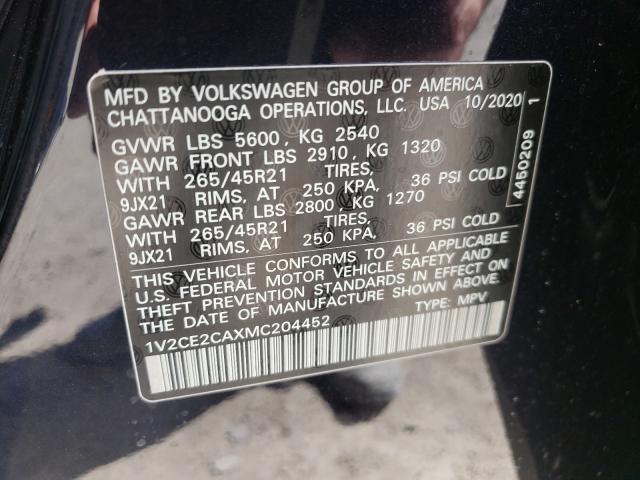 MFD BY VOLKSWAGEN GROUP OF AMERICA
CHATTANOOGA OPERATIONS, LLC. USA 10/2020
GVWR LBS 5600, KG 2540
GAWR FRONT LBS 2910, KG 1320
WITH 265/45R21 TIRES,
9JX21 RIMS, AT 250 KPA, 36 PSI COLD
GAWR REAR LBS 2800, KG 1270
WITH 265/45R21 TIRES,
9JX21 RIMS, AT 250 KPA, 36 PSI COLD
THIS VEHICLE CONFORMS TO ALL APPLICABLE
U.S. FEDERAL MOTOR VEHICLE SAFETY AND
THEFT PREVENTION STANDARDS IN EFFECT ON
THE DATE OF MANUFACTURE SHOWN ABOVE.
1V2CE2CAXMC204452 TYPE: MPV
4450209 1